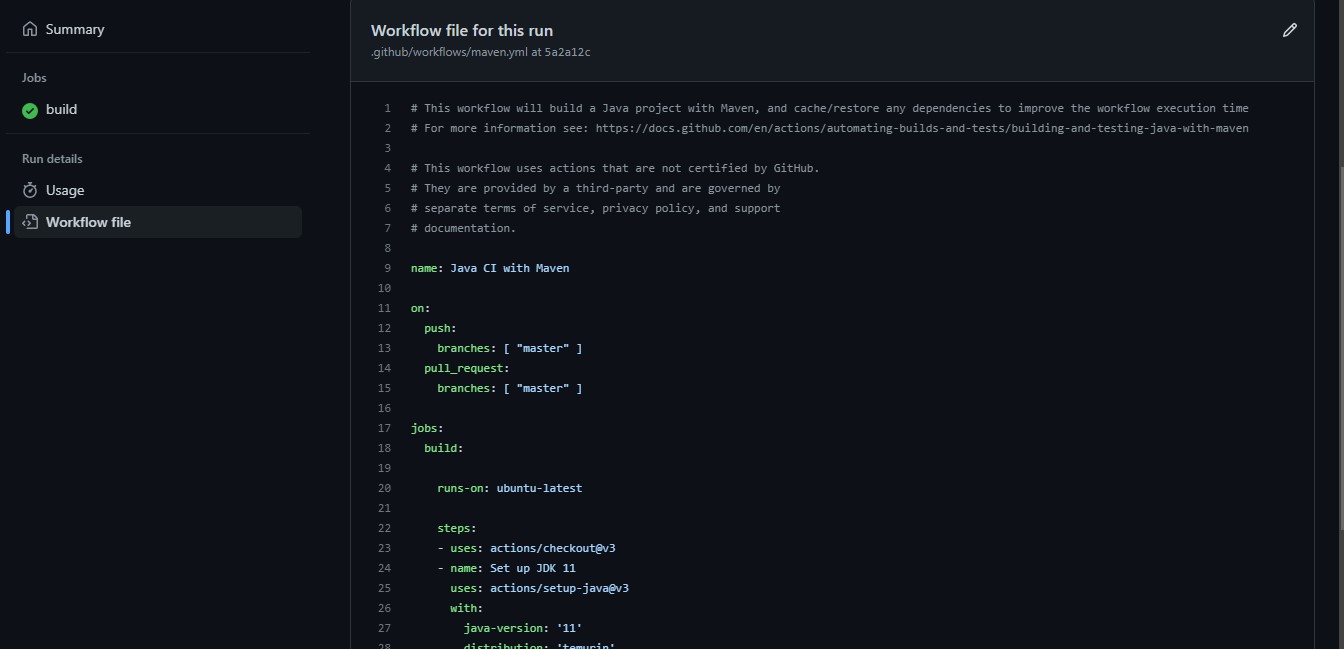 Summary
Jobs
build
Run details
Usage
Workflow file
Workflow file for this run
.github/workflows/maven.yml at 5a2a12c
1 # This workflow will build a Java project with Maven, and cache/restore any dependencies to improve the workflow execution time
2 # For more information see: https://docs.github.com/en/actions/automating-builds-and-tests/building-and-testing-java-with-maven
3
4 # This workflow uses actions that are not certified by GitHub.
5 # They are provided by a third-party and are governed by
6 # separate terms of service, privacy policy, and support
7 # documentation.
8
9 name: Java CI with Maven
10
11 on:
12   push:
13     branches: [ "master" ]
14   pull_request:
15     branches: [ "master" ]
16
17 jobs:
18   build:
19
20     runs-on: ubuntu-latest
21
22     steps:
23     - uses: actions/checkout@v3
24     - name: Set up JDK 11
25       uses: actions/setup-java@v3
26       with:
27         java-version: '11'
28         distribution: 'temurin'